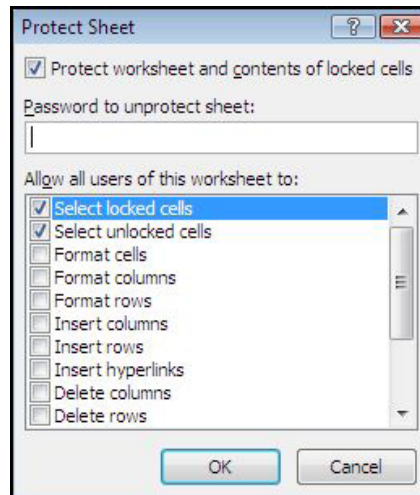 Protect Sheet
Protect worksheet and contents of locked cells
Password to unprotect sheet:
Allow all users of this worksheet to:
Select locked cells
Select unlocked cells
Format cells
Format columns
Format rows
Insert columns
Insert rows
Insert hyperlinks
Delete columns
Delete rows
OK Cancel